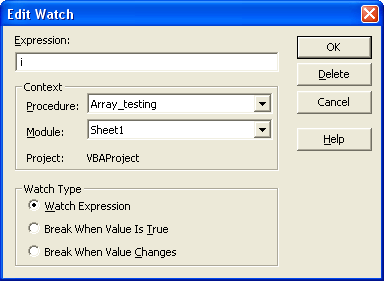 Edit Watch
Expression:
i
OK
Delete
Cancel
Help
Context
Procedure: Array_testing
Module: Sheet1
Project: VBAProject
Watch Type
Watch Expression
Break When Value Is True
Break When Value Changes